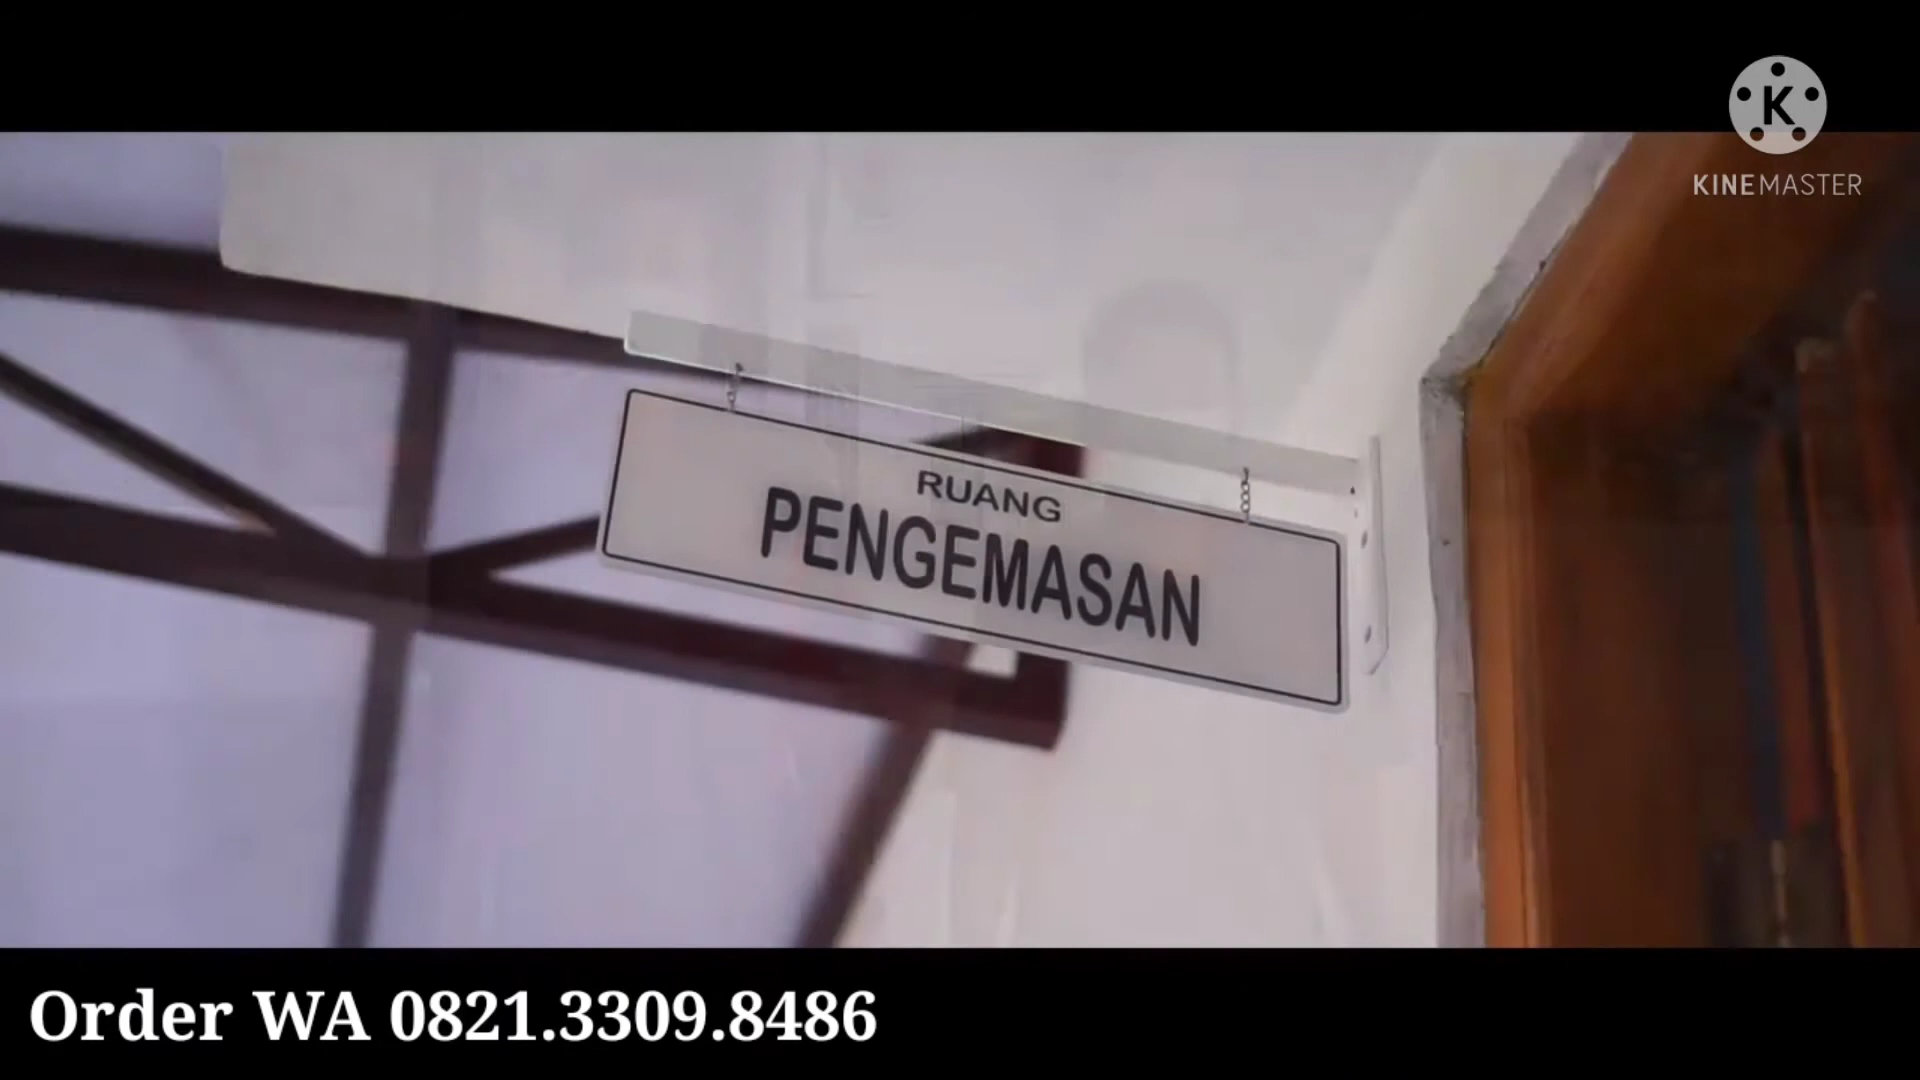 K
KINEMASTER
RUANG
PENGEMASAN
Order WA 0821.3309.8486